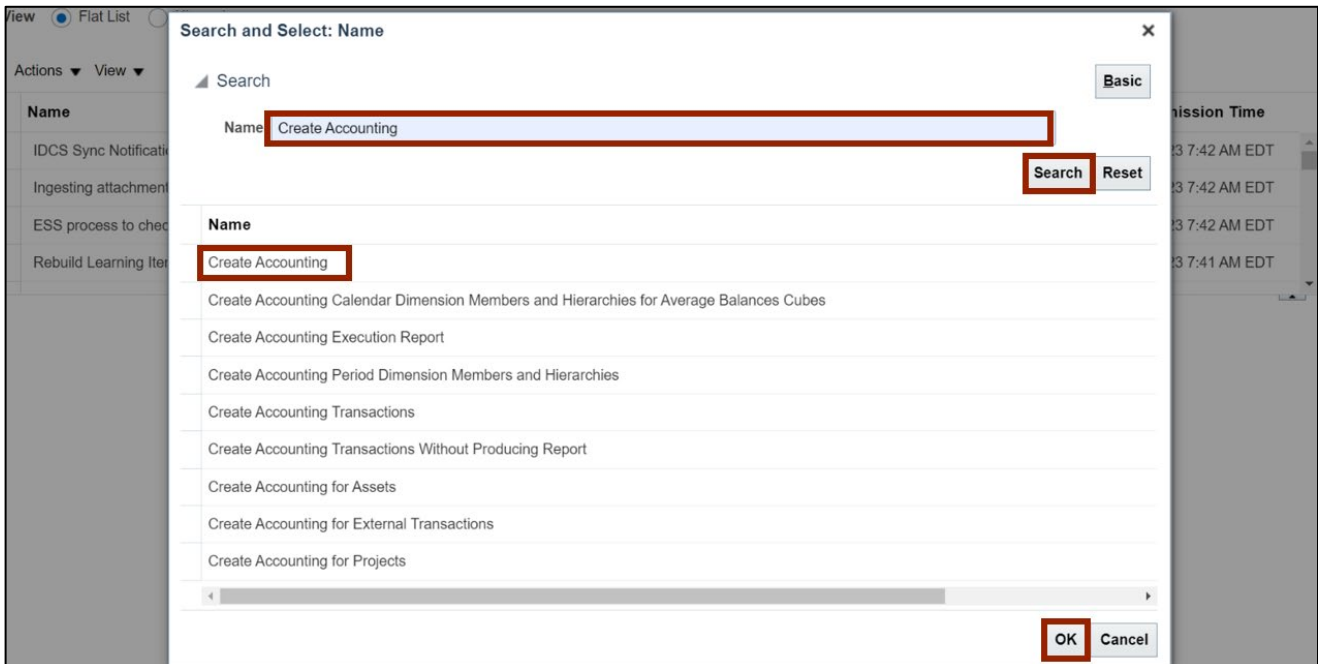 View Flat List
Search and Select: Name
Actions View
Search
Basic
Name Create Accounting
Search Reset
Name
ission Time
IDCS Sync Notificati
23 7:42 AM EDT
Ingesting attachment
23 7:42 AM EDT
ESS process to chec
23 7:42 AM EDT
Rebuild Learning Iter
23 7:41 AM EDT
Name
Create Accounting
Create Accounting Calendar Dimension Members and Hierarchies for Average Balances Cubes
Create Accounting Execution Report
Create Accounting Period Dimension Members and Hierarchies
Create Accounting Transactions
Create Accounting Transactions Without Producing Report
Create Accounting for Assets
Create Accounting for External Transactions
Create Accounting for Projects
OK Cancel